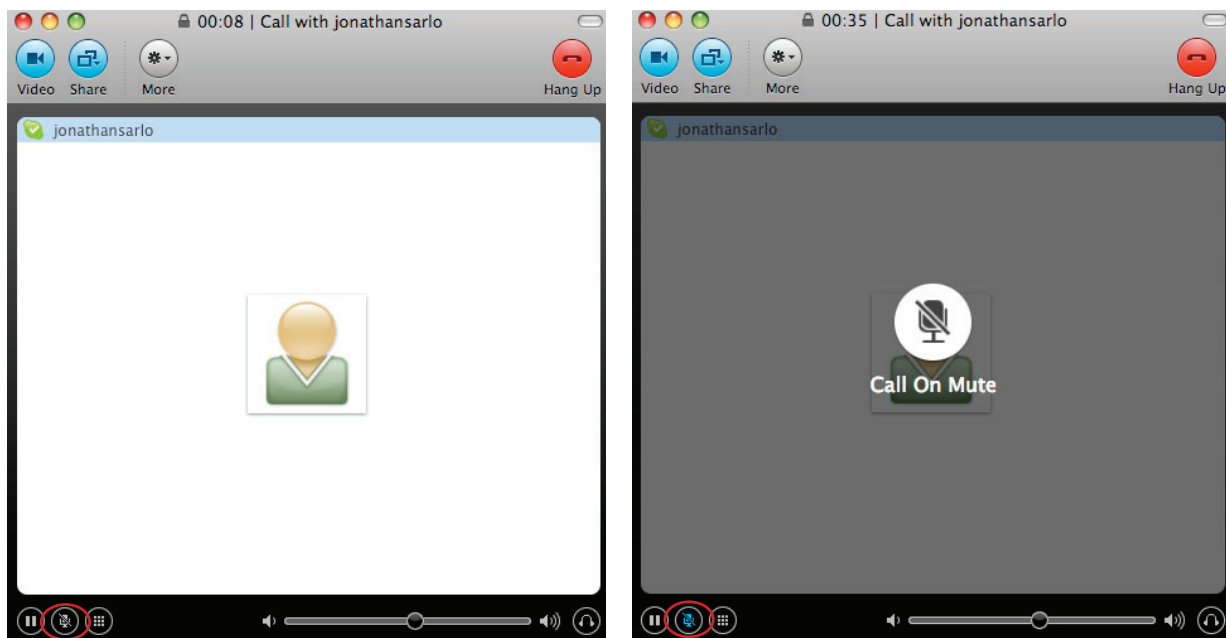 00:08 | Call with jonathansarlo
Video Share More Hang Up
jonathansarlo
00:35 | Call with jonathansarlo
Video Share More Hang Up
jonathansarlo
Call On Mute